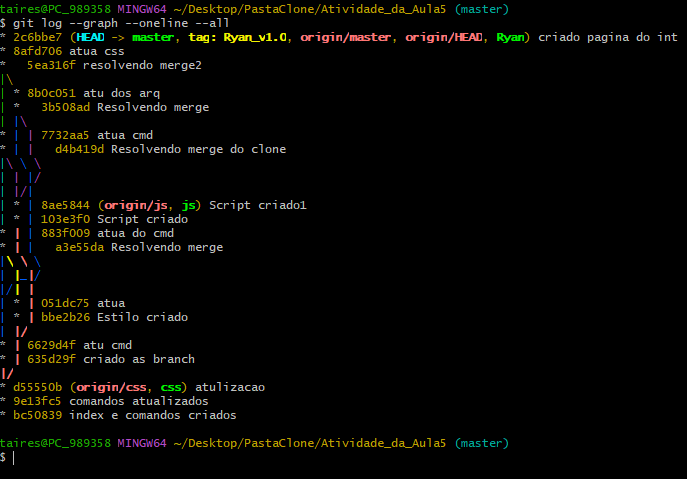 taires@PC_989358 MINGW64 ~/Desktop/PastaClone/Atividade_da_Aula5 (master)
$ git log --graph --oneline --all
* 2c6bbe7 (HEAD -> master, tag: Ryan_v1.0, origin/master, origin/HEAD, Ryan) criado pagina do int
* 8afd706 atua css
*   5ea316f resolvendo merge2
|\
| * 8b0c051 atu dos arq
| *   3b508ad Resolvendo merge
| |\
* | | 7732aa5 atua cmd
* | |   d4b419d Resolvendo merge do clone
|\ \ \
| | |/
| |/|
| * | 8ae5844 (origin/js, js) Script criado1
| * | 103e3f0 Script criado
* | | 883f009 atua do cmd
* | |   a3e55da Resolvendo merge
|\ \ \
| |_|/
|/| |
| * | 051dc75 atua
| * | bbe2b26 Estilo criado
| |/
* | 6629d4f atu cmd
* | 635d29f criado as branch
|/
* d55550b (origin/css, css) atulizacao
* 9e13fc5 comandos atualizados
* bc50839 index e comandos criados
taires@PC_989358 MINGW64 ~/Desktop/PastaClone/Atividade_da_Aula5 (master)
$